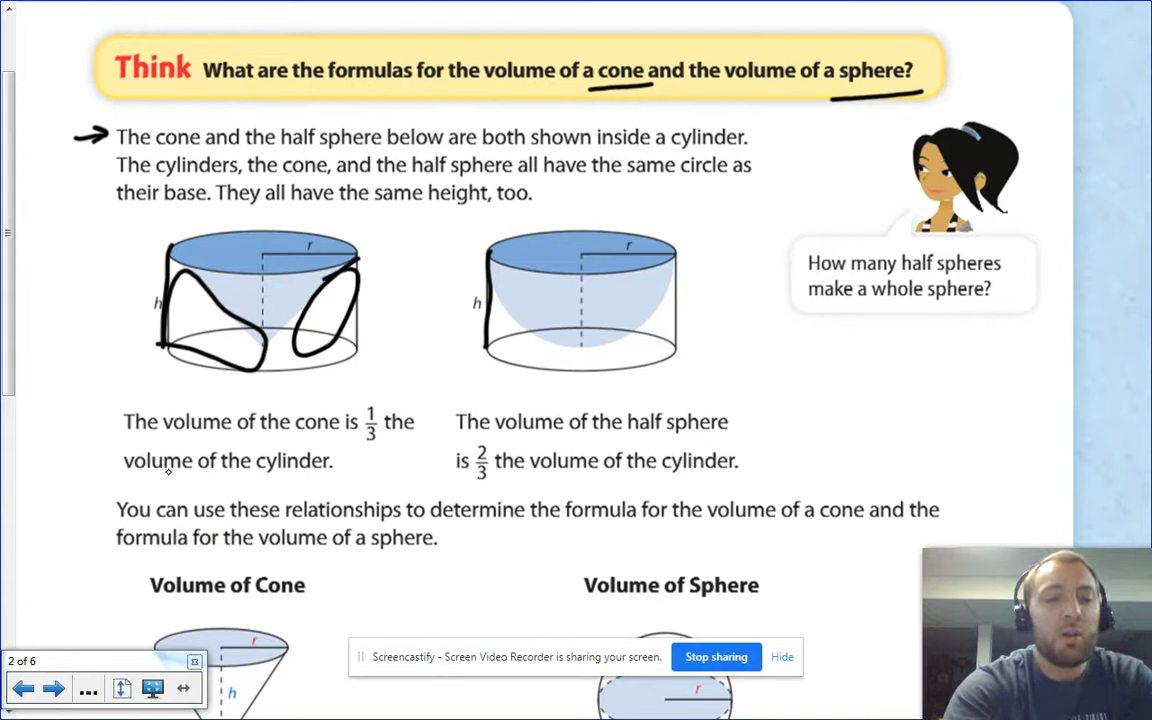 Think What are the formulas for the volume of a cone and the volume of a sphere?
The cone and the half sphere below are both shown inside a cylinder.
The cylinders, the cone, and the half sphere all have the same circle as
their base. They all have the same height, too.
r
h
r
h
How many half spheres
make a whole sphere?
The volume of the cone is 1/3 the
volume of the cylinder.
The volume of the half sphere
is 2/3 the volume of the cylinder.
You can use these relationships to determine the formula for the volume of a cone and the
formula for the volume of a sphere.
Volume of Cone
Volume of Sphere
r
h
r
2 of 6
...
Screencastify - Screen Video Recorder is sharing your screen.
Stop sharing
Hide